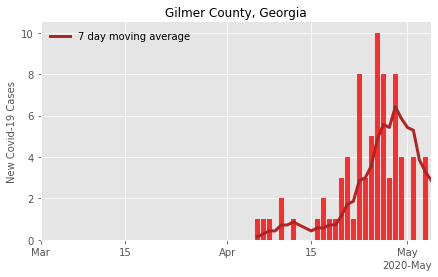 Gilmer County, Georgia
7 day moving average
New Covid-19 Cases
10
8
6
4
2
0
Mar 15 Apr 15 May
2020-May